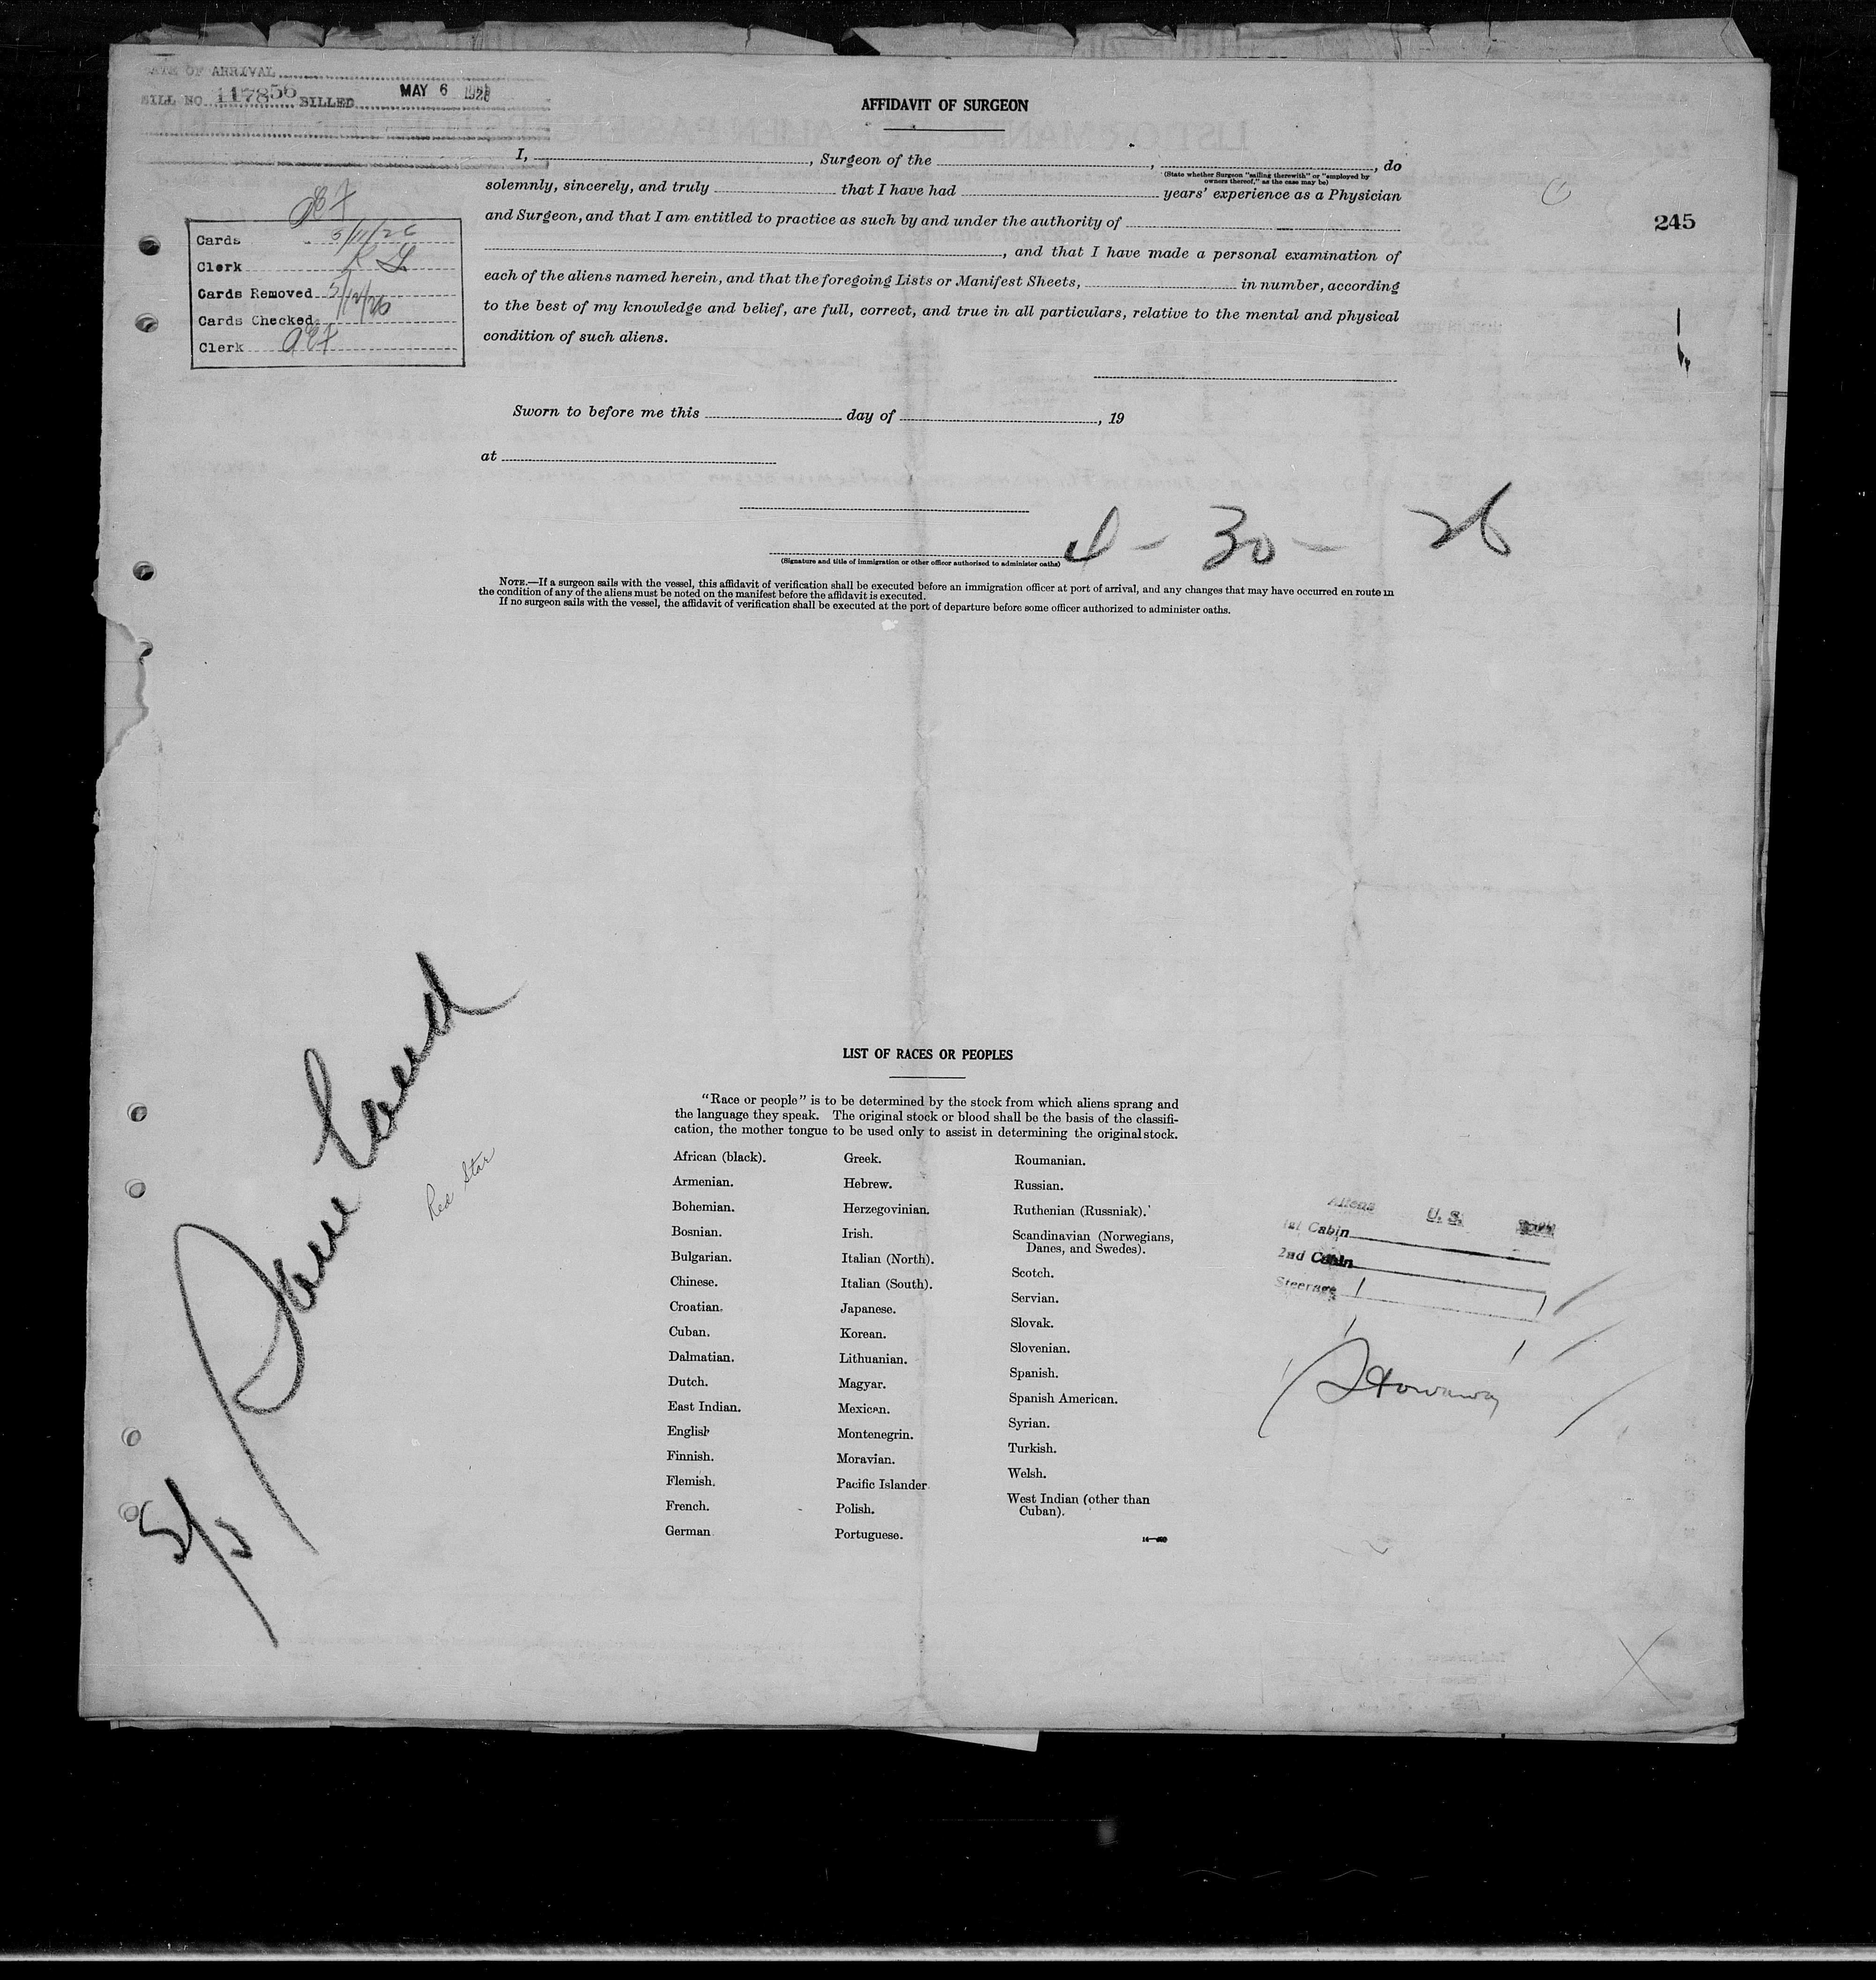 DATE OF ARRIVAL
BILL NO. 117856 BILLED MAY 6 1926
AFFIDAVIT OF SURGEON
I, , Surgeon of the , , do
(State whether Surgeon "sailing therewith" or "employed by
owners thereof," as the case may be)
solemnly, sincerely, and truly that I have had years' experience as a Physician
and Surgeon, and that I am entitled to practice as such by and under the authority of
, and that I have made a personal examination of
each of the aliens named herein, and that the foregoing Lists or Manifest Sheets, in number, according
to the best of my knowledge and belief, are full, correct, and true in all particulars, relative to the mental and physical
condition of such aliens.
245
Cards 5/11/26
Clerk
Cards Removed 5/12/26
Cards Checked
Clerk
Sworn to before me this day of , 19
at
4-30-26
(Signature and title of immigration or other officer authorized to administer oaths)
NOTE.—If a surgeon sails with the vessel, this affidavit of verification shall be executed before an immigration officer at port of arrival, and any changes that may have occurred en route in
the condition of any of the aliens must be noted on the manifest before the affidavit is executed.
If no surgeon sails with the vessel, the affidavit of verification shall be executed at the port of departure before some officer authorized to administer oaths.
Red Star
LIST OF RACES OR PEOPLES
"Race or people" is to be determined by the stock from which aliens sprang and
the language they speak. The original stock or blood shall be the basis of the classifi-
cation, the mother tongue to be used only to assist in determining the original stock.
African (black).
Armenian.
Bohemian.
Bosnian.
Bulgarian.
Chinese.
Croatian.
Cuban.
Dalmatian.
Dutch.
East Indian.
English
Finnish.
Flemish.
French.
German
Greek.
Hebrew.
Herzegovinian.
Irish.
Italian (North).
Italian (South).
Japanese.
Korean.
Lithuanian.
Magyar.
Mexican.
Montenegrin.
Moravian.
Pacific Islander
Polish.
Portuguese.
Roumanian.
Russian.
Ruthenian (Russniak).
Scandinavian (Norwegians,
Danes, and Swedes).
Scotch.
Servian.
Slovak.
Slovenian.
Spanish.
Spanish American.
Syrian.
Turkish.
Welsh.
West Indian (other than
Cuban).
Aliens U. S.
1st Cabin
2nd Cabin
Steerage 1 1
Stowaway